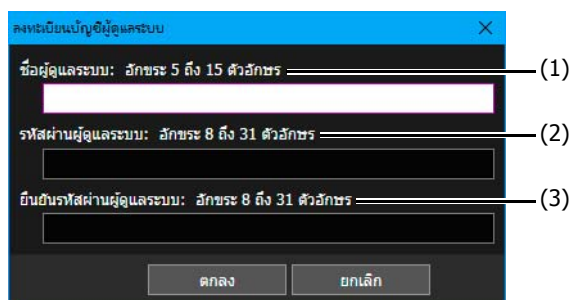 ลงทะเบียนบัญชีผู้ดูแลระบบ
ชื่อผู้ดูแลระบบ: อักขระ 5 ถึง 15 ตัวอักษร (1)
รหัสผ่านผู้ดูแลระบบ: อักขระ 8 ถึง 31 ตัวอักษร (2)
ยืนยันรหัสผ่านผู้ดูแลระบบ: อักขระ 8 ถึง 31 ตัวอักษร (3)
ตกลง ยกเลิก